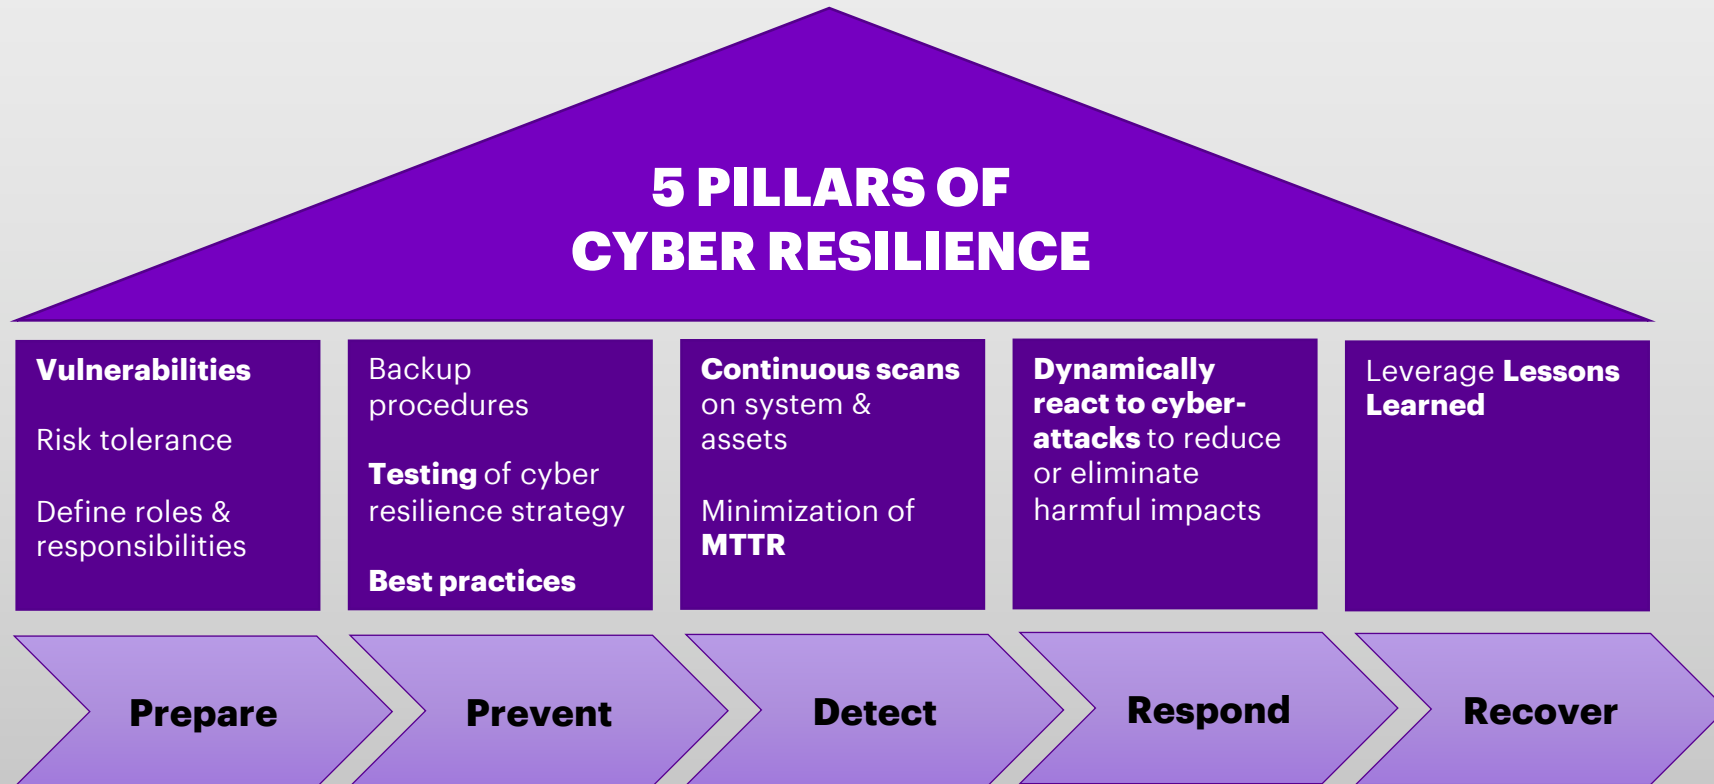 5 PILLARS OF
CYBER RESILIENCE
Vulnerabilities
Risk tolerance
Define roles &
responsibilities
Backup
procedures
Testing of cyber
resilience strategy
Best practices
Continuous scans
on system &
assets
Minimization of
MTTR
Dynamically
react to cyber-
attacks to reduce
or eliminate
harmful impacts
Leverage Lessons
Learned
Prepare
Prevent
Detect
Respond
Recover